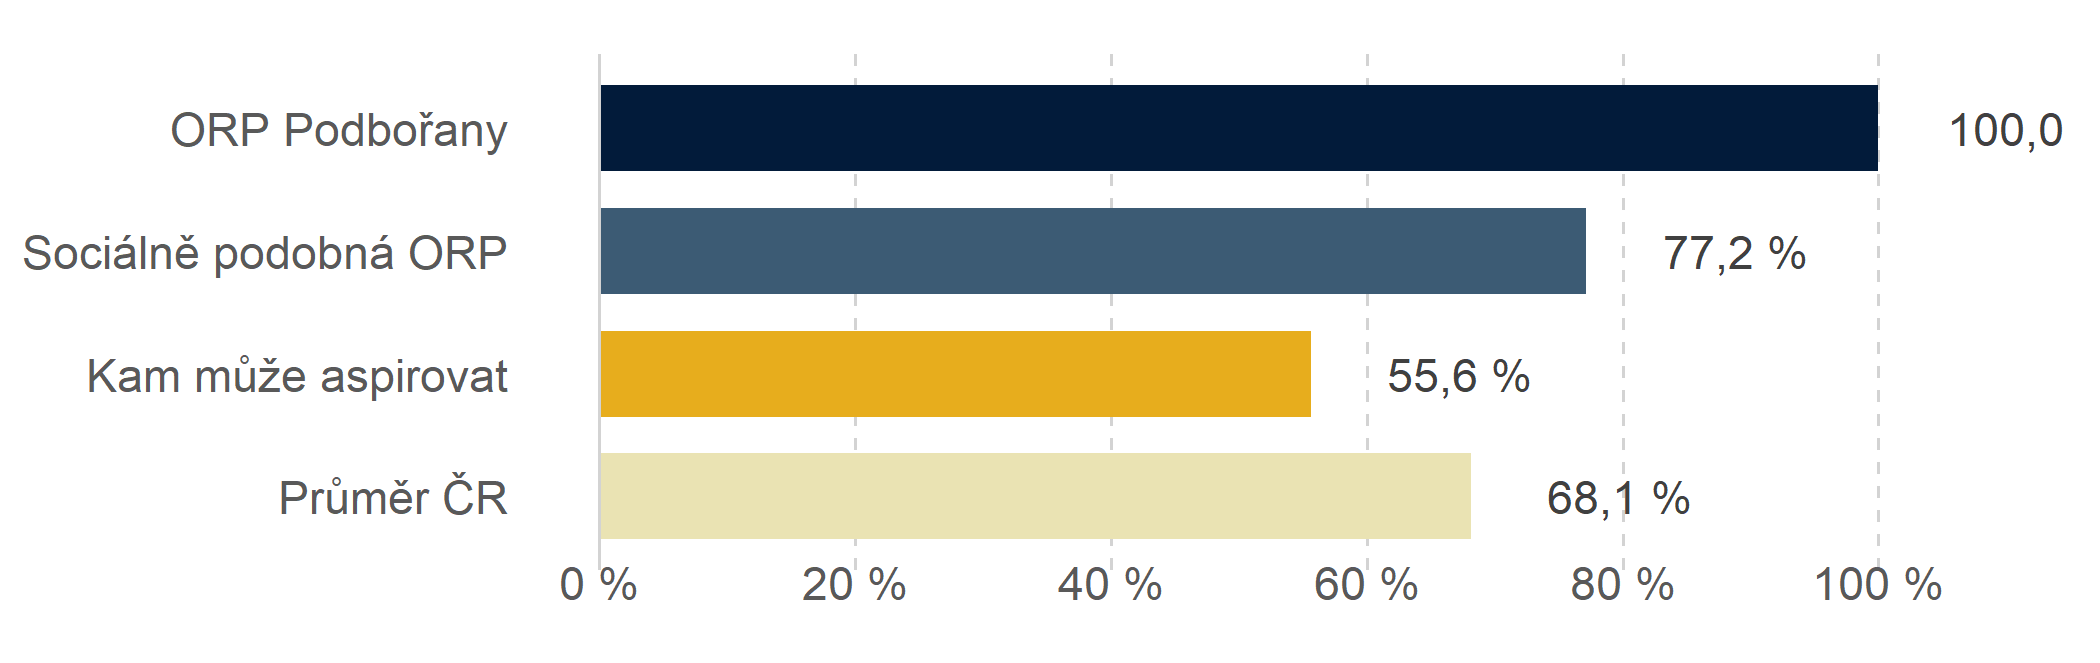 ORP Podbořany 100,0
Sociálně podobná ORP 77,2 %
Kam může aspirovat 55,6 %
Průměr ČR 68,1 %
0 % 20 % 40 % 60 % 80 % 100 %